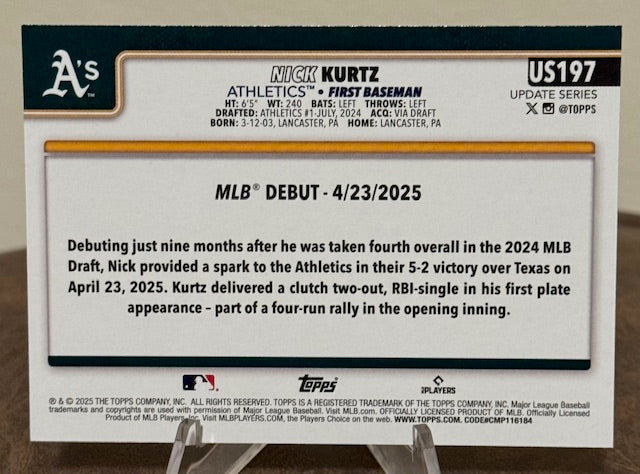 A's
NICK KURTZ
US197
ATHLETICS™ • FIRST BASEMAN
UPDATE SERIES
HT: 6'5" WT: 240 BATS: LEFT THROWS: LEFT
@TOPPS
DRAFTED: ATHLETICS #1-JULY, 2024 ACQ: VIA DRAFT
BORN: 3-12-03, LANCASTER, PA HOME: LANCASTER, PA
MLB® DEBUT - 4/23/2025
Debuting just nine months after he was taken fourth overall in the 2024 MLB
Draft, Nick provided a spark to the Athletics in their 5-2 victory over Texas on
April 23, 2025. Kurtz delivered a clutch two-out, RBI-single in his first plate
appearance – part of a four-run rally in the opening inning.
TOPPS
PLAYERS
® & © 2025 THE TOPPS COMPANY, INC. ALL RIGHTS RESERVED. TOPPS IS A REGISTERED TRADEMARK OF THE TOPPS COMPANY, INC. Major League Baseball
trademarks and copyrights are used with permission of Major League Baseball. Visit MLB.com. OFFICIALLY LICENSED PRODUCT OF MLB. Officially Licensed
Product of MLB Players, Inc. Visit MLBPLAYERS.COM, the Players Choice on the web. WWW.TOPPS.COM. CODE#CMP116184